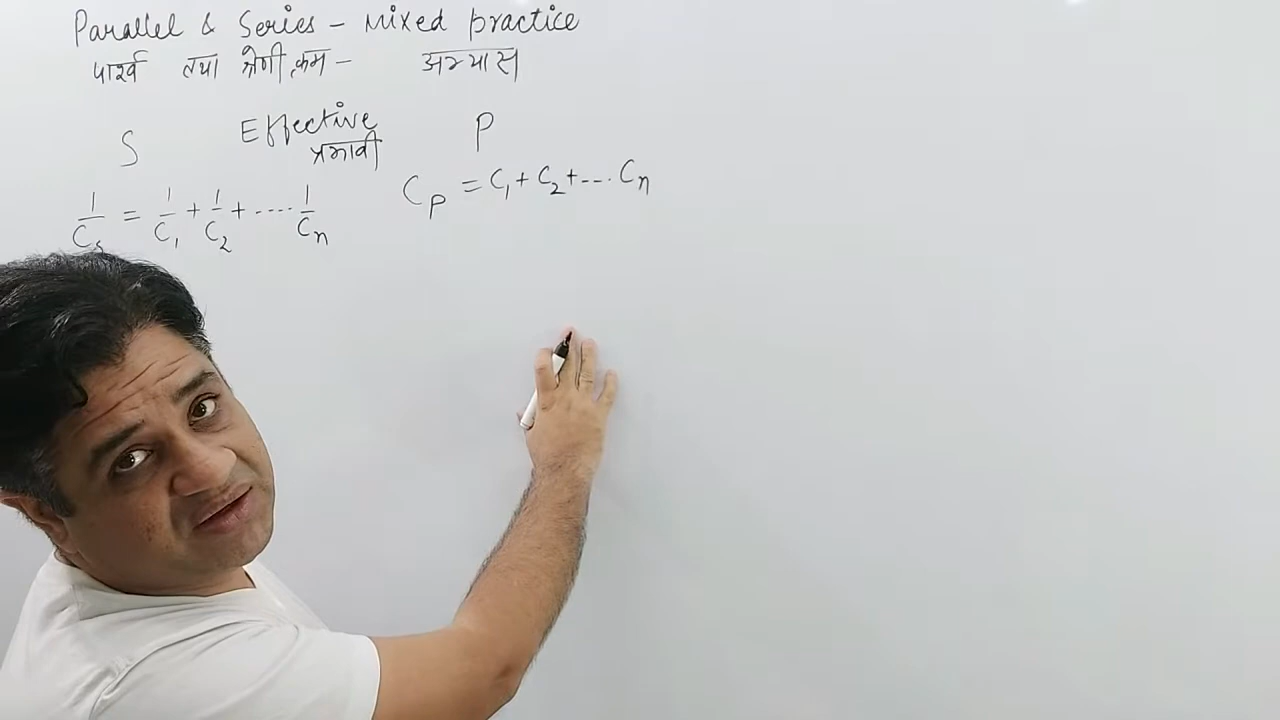 Parallel & Series - Mixed practice
पार्श्व तथा श्रेणी क्रम - अभ्यास
S Effective P
प्रभावी
1/Cs = 1/C1 + 1/C2 + .... 1/Cn
CP = C1 + C2 + .... Cn